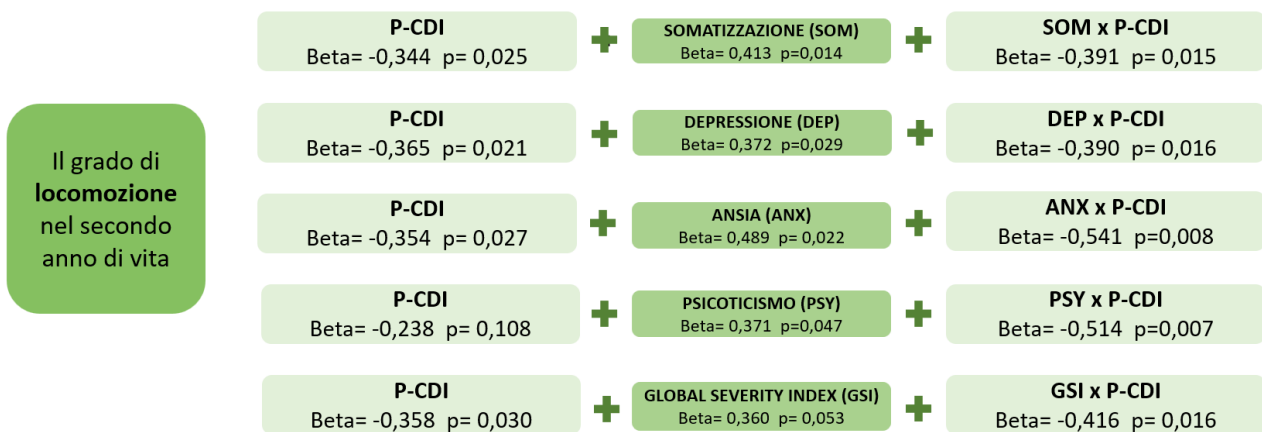 P-CDI
Beta= -0,344 p= 0,025
SOMATIZZAZIONE (SOM)
Beta= 0,413 p=0,014
SOM x P-CDI
Beta= -0,391 p= 0,015
P-CDI
Beta= -0,365 p= 0,021
DEPRESSIONE (DEP)
Beta= 0,372 p=0,029
DEP x P-CDI
Beta= -0,390 p= 0,016
Il grado di
locomozione
nel secondo
anno di vita
P-CDI
Beta= -0,354 p= 0,027
ANSIA (ANX)
Beta= 0,489 p= 0,022
ANX x P-CDI
Beta= -0,541 p=0,008
P-CDI
Beta= -0,238 p= 0,108
PSICOTICISMO (PSY)
Beta= 0,371 p=0,047
PSY x P-CDI
Beta= -0,514 p=0,007
P-CDI
Beta= -0,358 p= 0,030
GLOBAL SEVERITY INDEX (GSI)
Beta= 0,360 p= 0,053
GSI x P-CDI
Beta= -0,416 p= 0,016